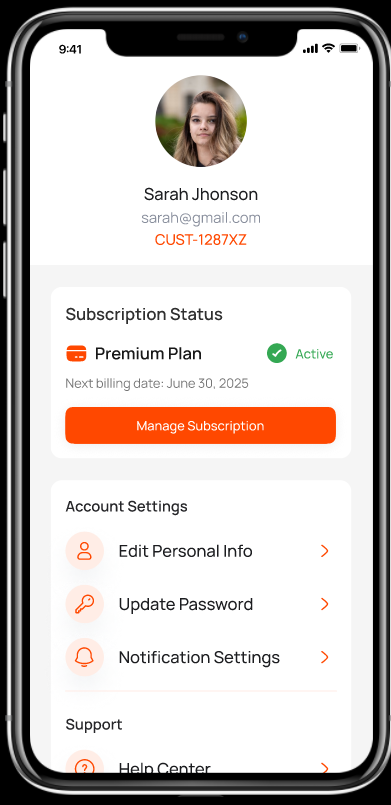 9:41
Sarah Jhonson
sarah@gmail.com
CUST-1287XZ
Subscription Status
Premium Plan
Active
Next billing date: June 30, 2025
Manage Subscription
Account Settings
Edit Personal Info
Update Password
Notification Settings
Support
Help Center